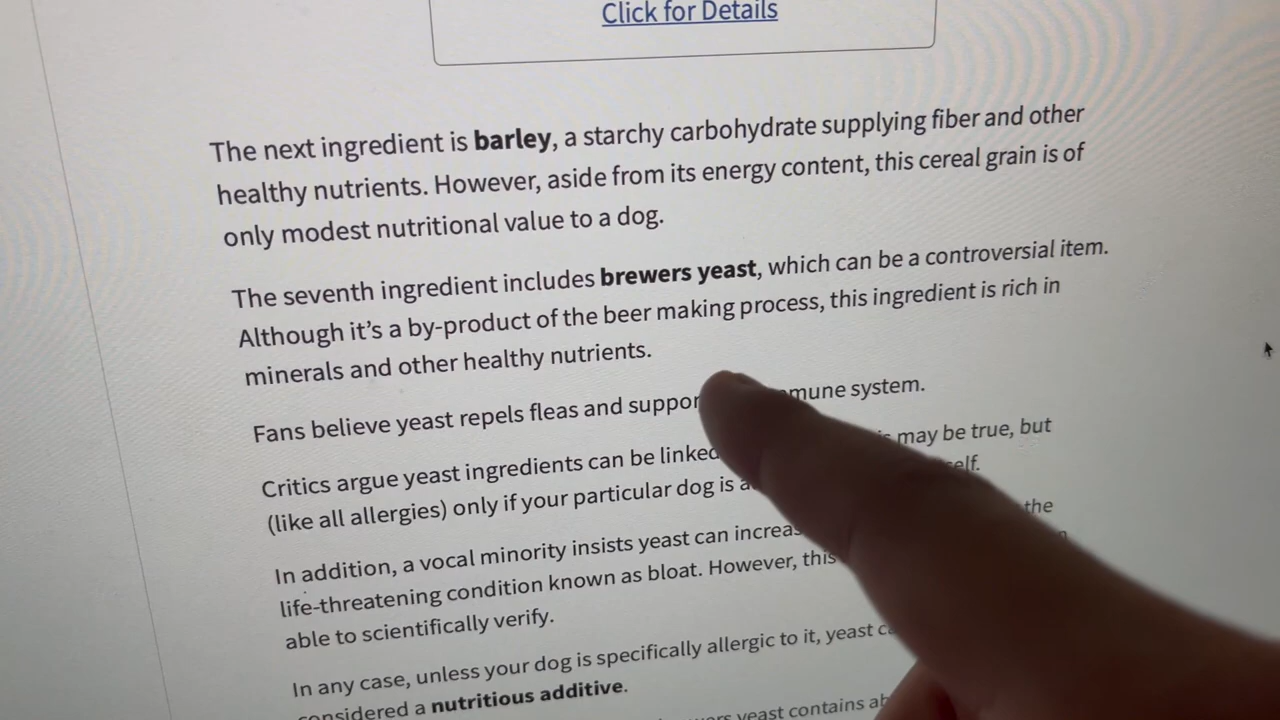 Click for Details
The next ingredient is barley, a starchy carbohydrate supplying fiber and other
healthy nutrients. However, aside from its energy content, this cereal grain is of
only modest nutritional value to a dog.
The seventh ingredient includes brewers yeast, which can be a controversial item.
Although it’s a by-product of the beer making process, this ingredient is rich in
minerals and other healthy nutrients.
Fans believe yeast repels fleas and system.
Critics argue yeast ingredients can be linked may be true, but
(like all allergies) only if your particular dog is
In addition, a vocal minority insists yeast can the
life-threatening condition known as bloat. However, this
able to scientifically verify.
In any case, unless your dog is specifically allergic to it, yeast
considered a nutritious additive.
yeast contains